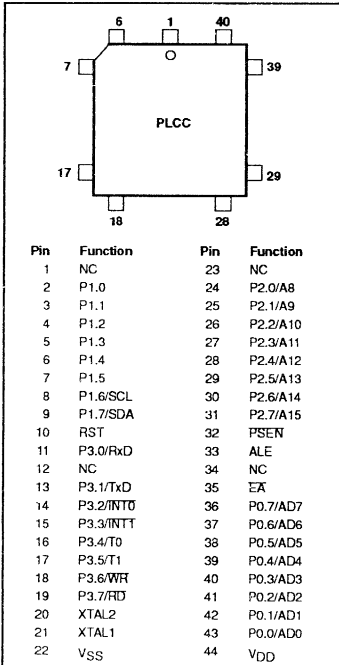 6 1 40
7 39
PLCC
17 29
18 28
Pin Function Pin Function
1 NC 23 NC
2 P1.0 24 P2.0/A8
3 P1.1 25 P2.1/A9
4 P1.2 26 P2.2/A10
5 P1.3 27 P2.3/A11
6 P1.4 28 P2.4/A12
7 P1.5 29 P2.5/A13
8 P1.6/SCL 30 P2.6/A14
9 P1.7/SDA 31 P2.7/A15
10 RST 32 P̅S̅E̅N̅
11 P3.0/RxD 33 ALE
12 NC 34 NC
13 P3.1/TxD 35 E̅A̅
14 P3.2/I̅N̅T̅0̅ 36 P0.7/AD7
15 P3.3/I̅N̅T̅1̅ 37 P0.6/AD6
16 P3.4/T0 38 P0.5/AD5
17 P3.5/T1 39 P0.4/AD4
18 P3.6/W̅R̅ 40 P0.3/AD3
19 P3.7/R̅D̅ 41 P0.2/AD2
20 XTAL2 42 P0.1/AD1
21 XTAL1 43 P0.0/AD0
22 VSS 44 VDD